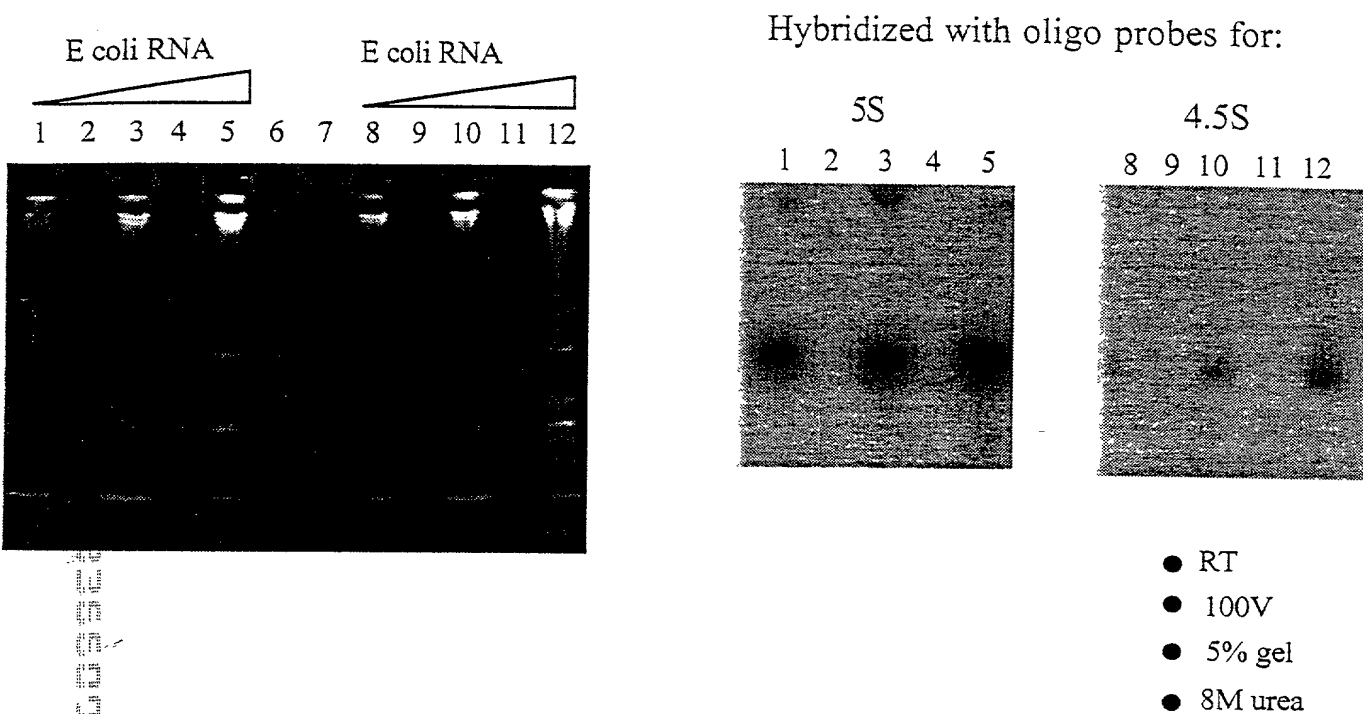 Hybridized with oligo probes for:
E coli RNA E coli RNA
1 2 3 4 5 6 7 8 9 10 11 12
5S 4.5S
1 2 3 4 5 8 9 10 11 12
RT
100V
5% gel
8M urea